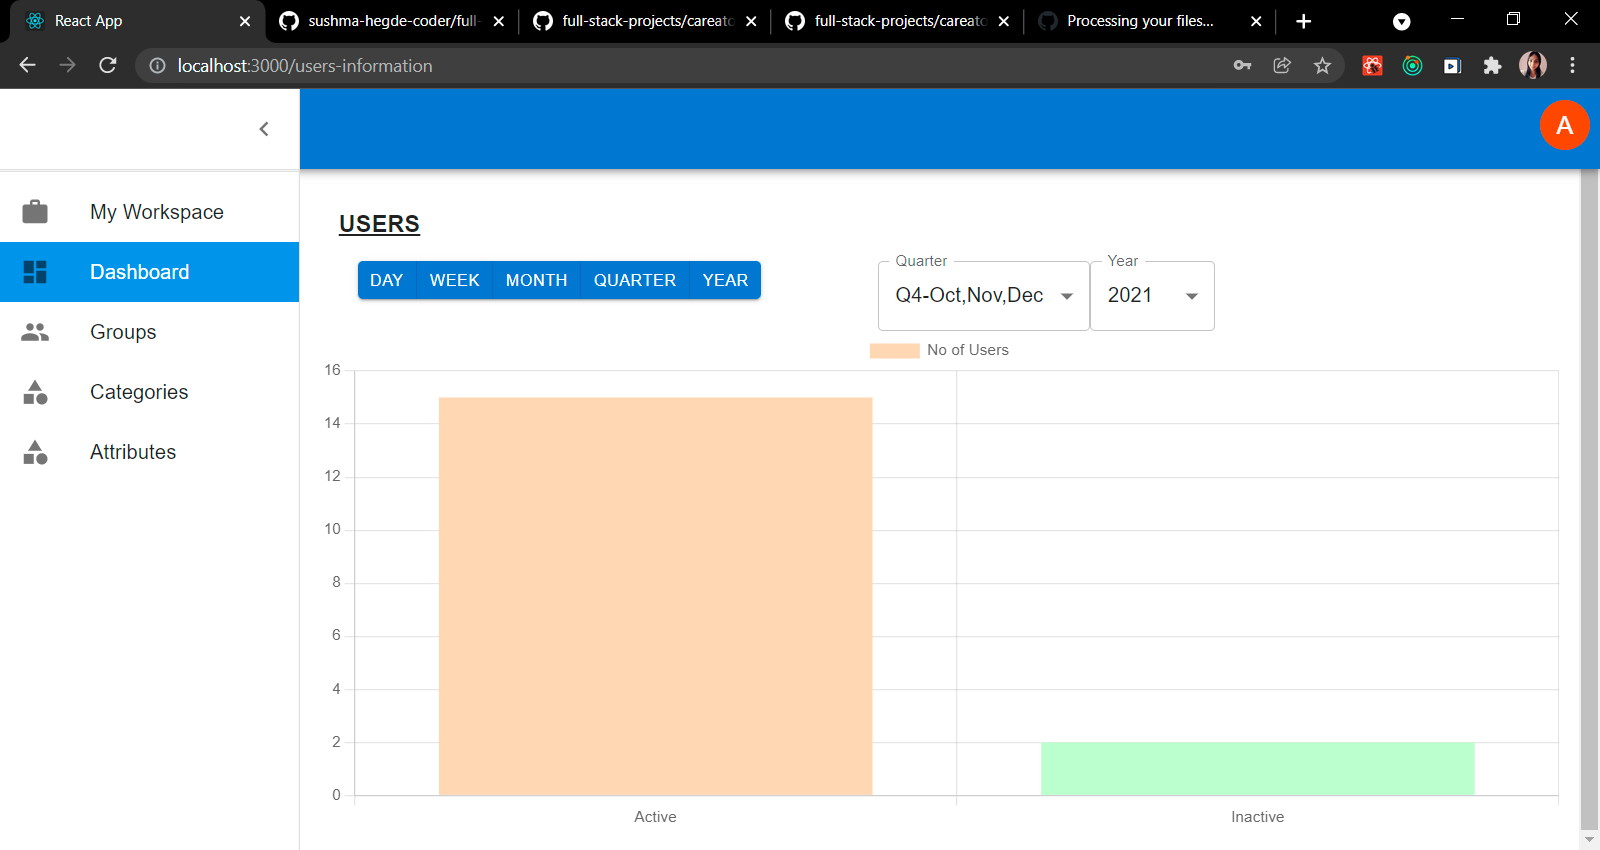 React App
sushma-hegde-coder/full-
full-stack-projects/careato
full-stack-projects/careato
Processing your files...
localhost:3000/users-information
A
My Workspace
Dashboard
Groups
Categories
Attributes
USERS
DAY WEEK MONTH QUARTER YEAR
Quarter
Q4-Oct,Nov,Dec
Year
2021
No of Users
16
14
12
10
8
6
4
2
0
Active Inactive